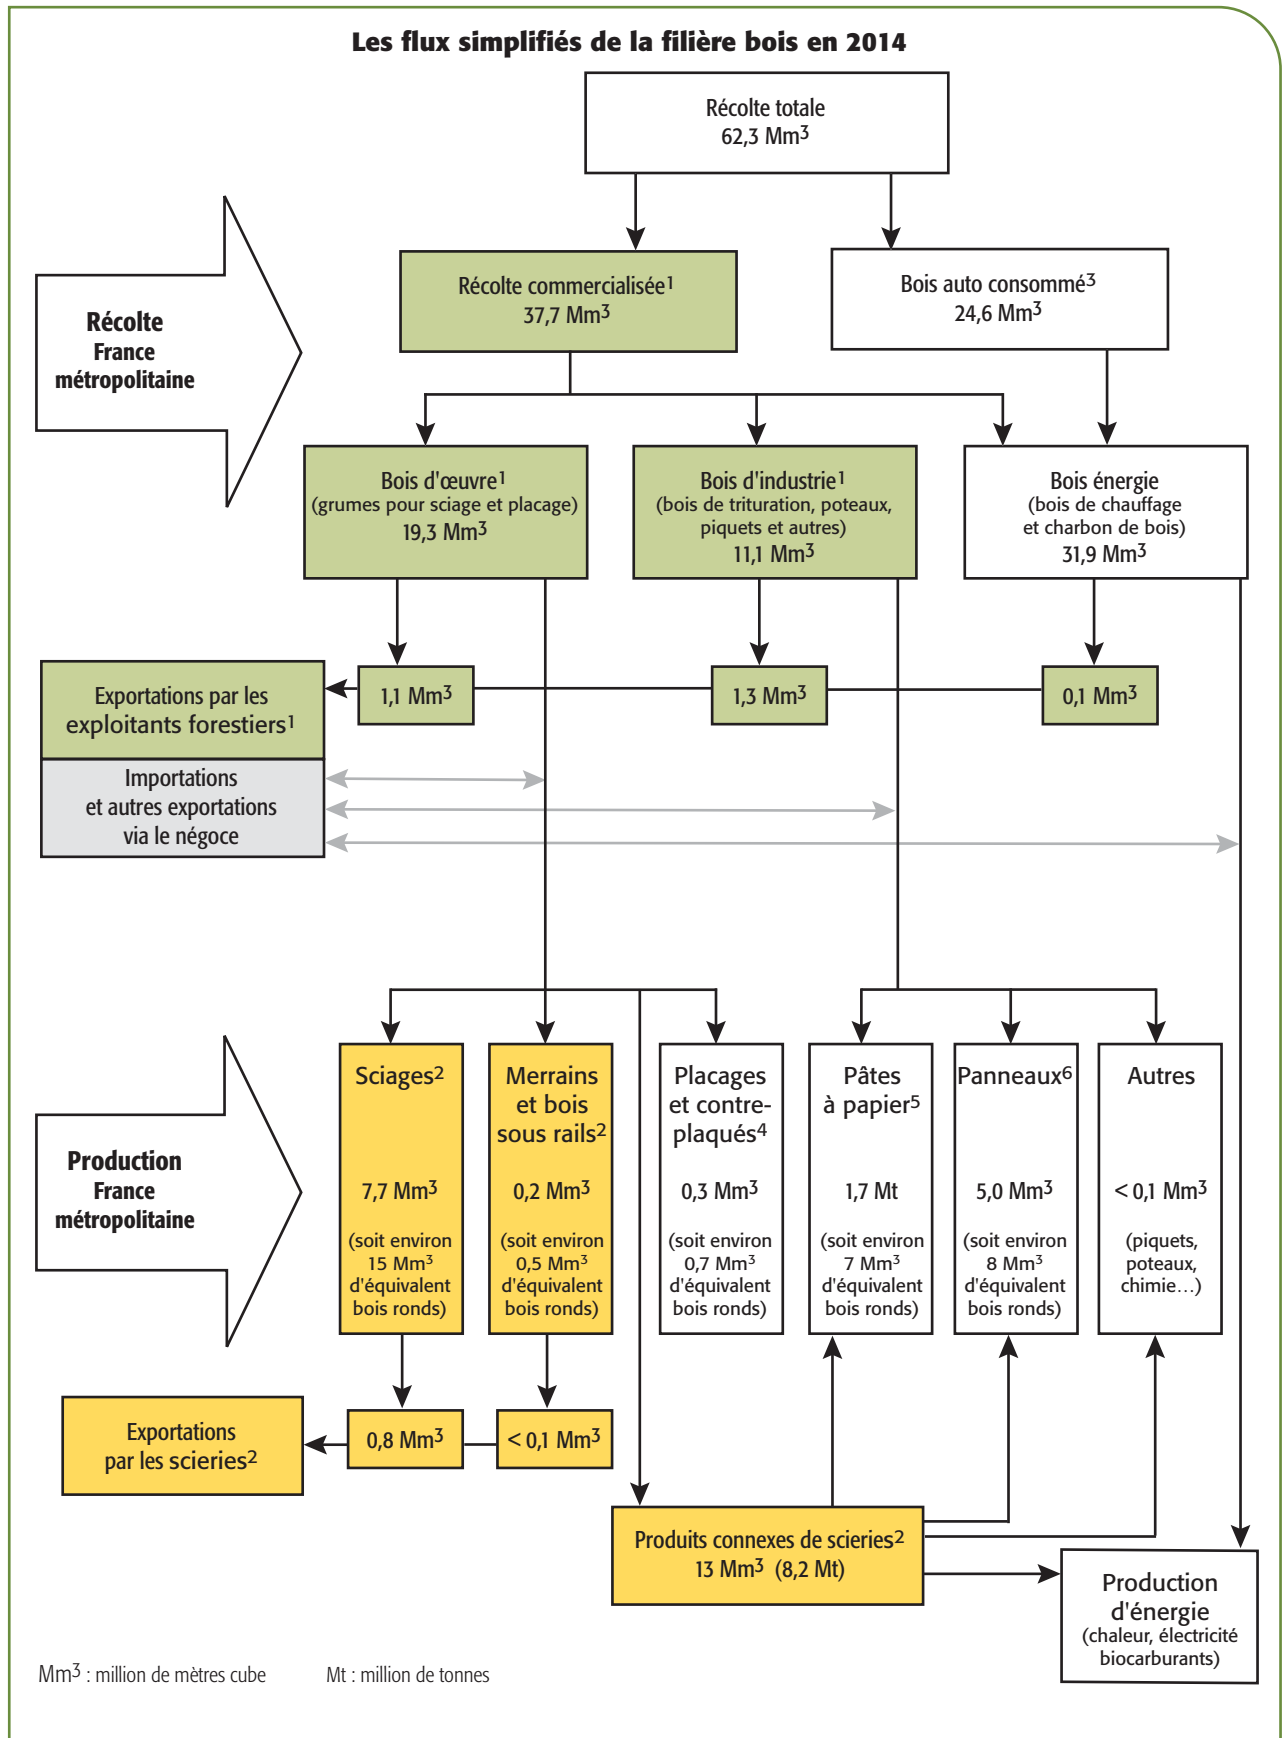 Les flux simplifiés de la filière bois en 2014
Récolte totale
62,3 Mm³
Récolte
France
métropolitaine
Récolte commercialisée¹
37,7 Mm³
Bois auto consommé³
24,6 Mm³
Bois d'œuvre¹
(grumes pour sciage et placage)
19,3 Mm³
Bois d'industrie¹
(bois de trituration, poteaux,
piquets et autres)
11,1 Mm³
Bois énergie
(bois de chauffage
et charbon de bois)
31,9 Mm³
Exportations par les
exploitants forestiers¹
1,1 Mm³
1,3 Mm³
0,1 Mm³
Importations
et autres exportations
via le négoce
Production
France
métropolitaine
Sciages²
7,7 Mm³
(soit environ
15 Mm³
d'équivalent
bois ronds)
Merrains
et bois
sous rails²
0,2 Mm³
(soit environ
0,5 Mm³
d'équivalent
bois ronds)
Placages
et contre-
plaqués⁴
0,3 Mm³
(soit environ
0,7 Mm³
d'équivalent
bois ronds)
Pâtes
à papier⁵
1,7 Mt
(soit environ
7 Mm³
d'équivalent
bois ronds)
Panneaux⁶
5,0 Mm³
(soit environ
8 Mm³
d'équivalent
bois ronds)
Autres
< 0,1 Mm³
(piquets,
poteaux,
chimie…)
Exportations
par les scieries²
0,8 Mm³
< 0,1 Mm³
Produits connexes de scieries²
13 Mm³ (8,2 Mt)
Production
d'énergie
(chaleur, électricité
biocarburants)
Mm³ : million de mètres cube
Mt : million de tonnes